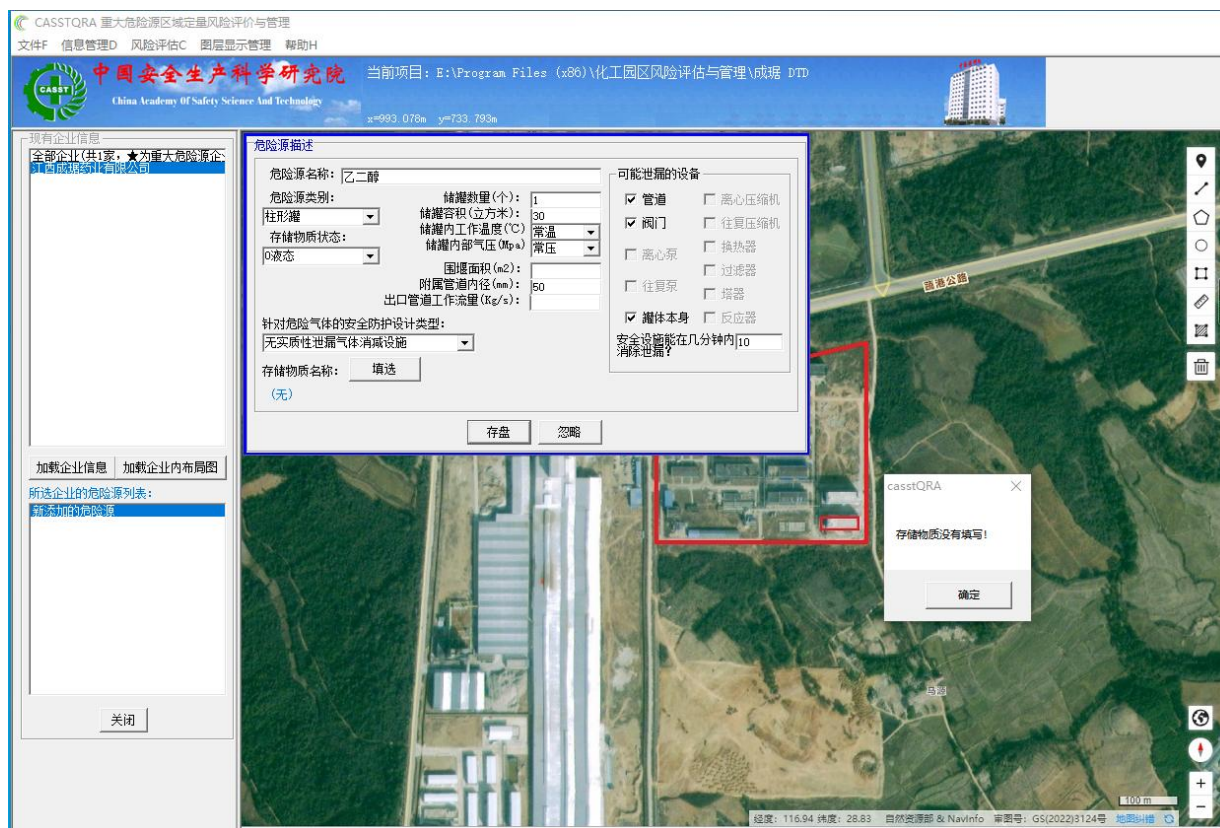 CASSTQRA 重大危险源区域定量风险评价与管理
文件F 信息管理D 风险评估C 图层显示管理 帮助H
CASST
中国安全生产科学研究院
China Academy Of Safety Science And Technology
当前项目: E:\Program Files (x86)\化工园区风险评估与管理\成琚 DTD
x=993.078m y=733.793m
现有企业信息
全部企业(共1家,★为重大危险源企
江西成琚药业有限公司
加载企业信息 加载企业内布局图
所选企业的危险源列表:
新添加的危险源
关闭
危险源描述
危险源名称: 乙二醇
危险源类别:
柱形罐
存储物质状态:
0液态
储罐数量(个): 1
储罐容积(立方米): 30
储罐内工作温度(℃) 常温
储罐内部气压(Mpa) 常压
围堰面积(m2):
附属管道内径(mm): 50
出口管道工作流量(Kg/s):
针对危险气体的安全防护设计类型:
无实质性泄漏气体消减设施
存储物质名称: 填送
(无)
可能泄漏的设备
管道 离心压缩机
阀门 往复压缩机
离心泵 换热器
过滤器
往复泵 塔器
罐体本身 反应器
安全设施能在几分钟内 10
消除泄漏?
存盘 忽略
菖港公路
casstQRA
存储物质没有填写!
确定
100 m
经度: 116.94 纬度: 28.83 自然资源部 & NavInfo 审图号: GS(2022)3124号 地图纠错